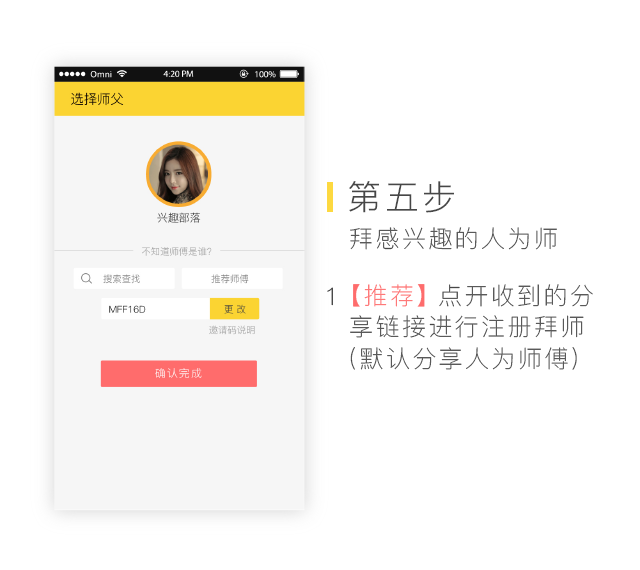 Omni 4:20 PM 100%
选择师父
兴趣部落
不知道师傅是谁?
搜索查找 推荐师傅
MFF16D 更改
邀请码说明
确认完成
第五步
拜感兴趣的人为师
1【推荐】点开收到的分
享链接进行注册拜师
(默认分享人为师傅)